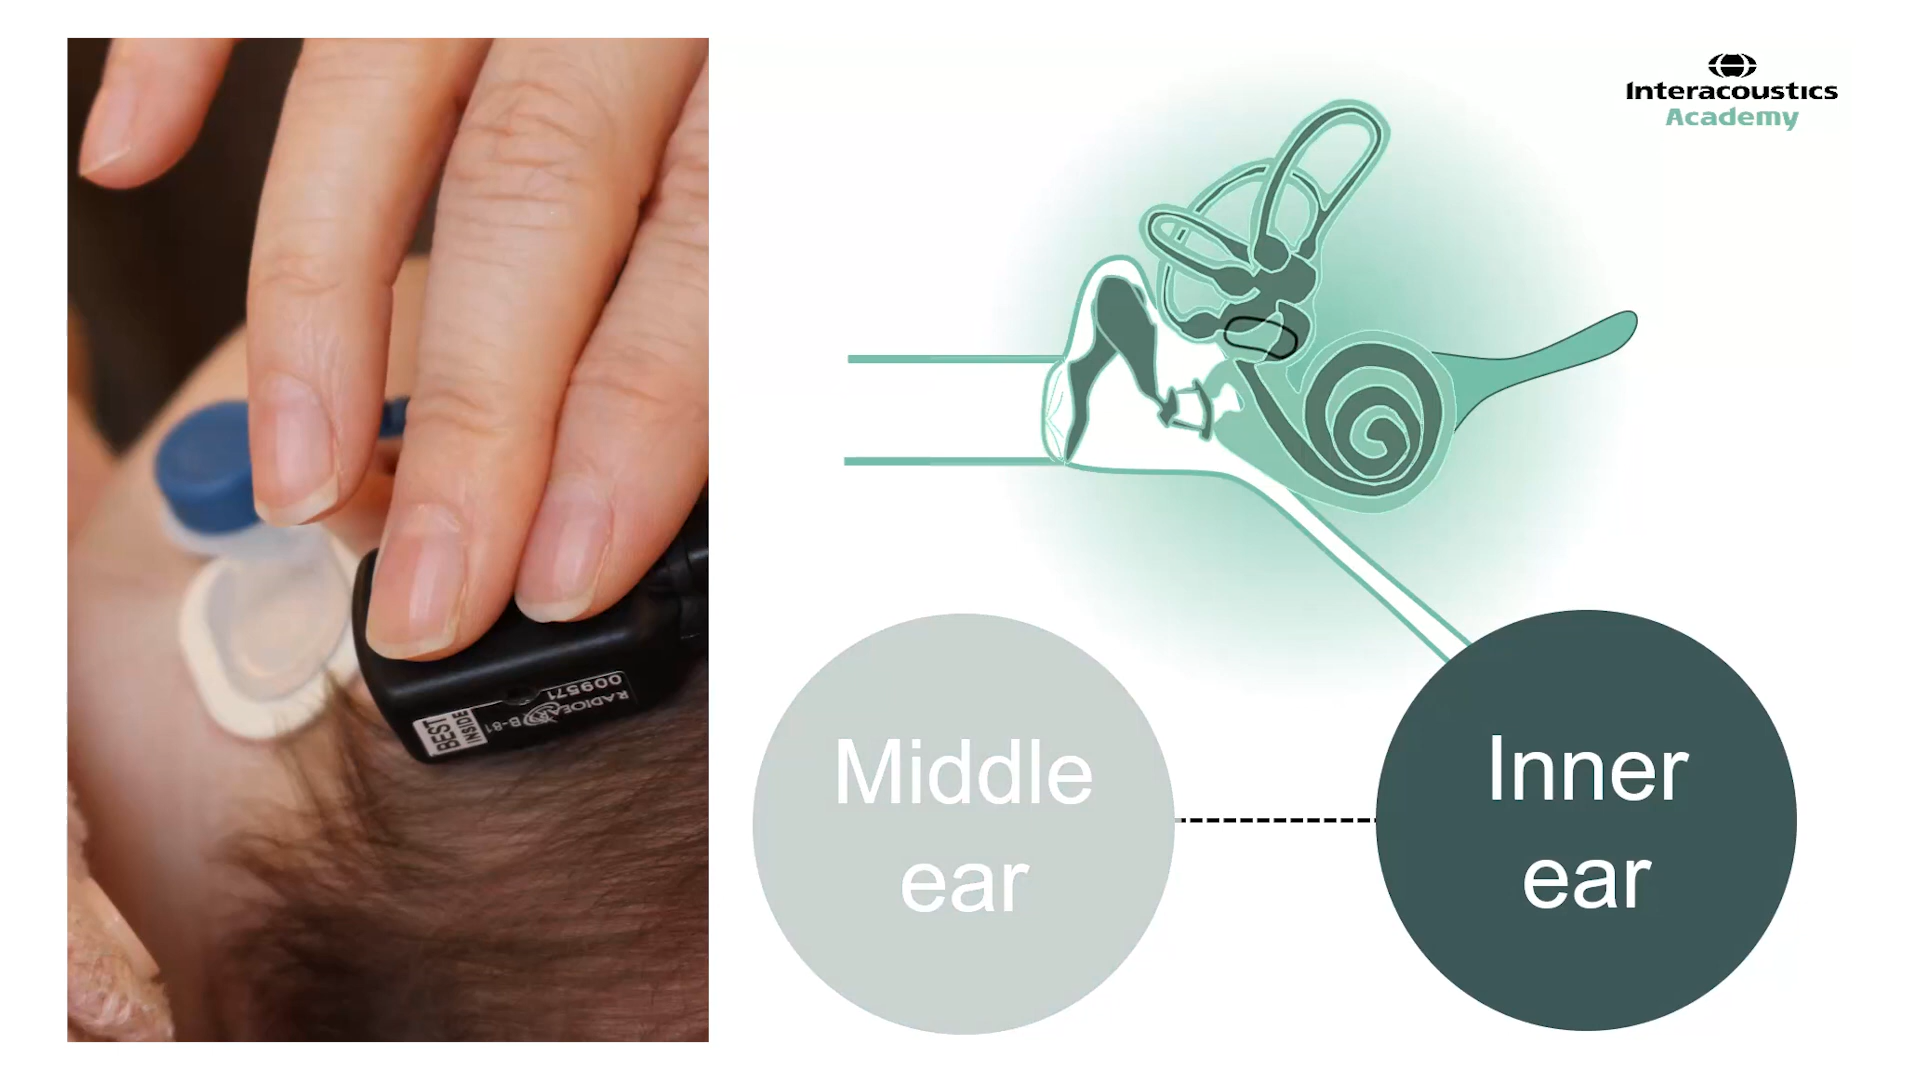 Interacoustics
Academy
009571
RADIOEAR B-81
BEST
INSIDE
Middle
ear
Inner
ear